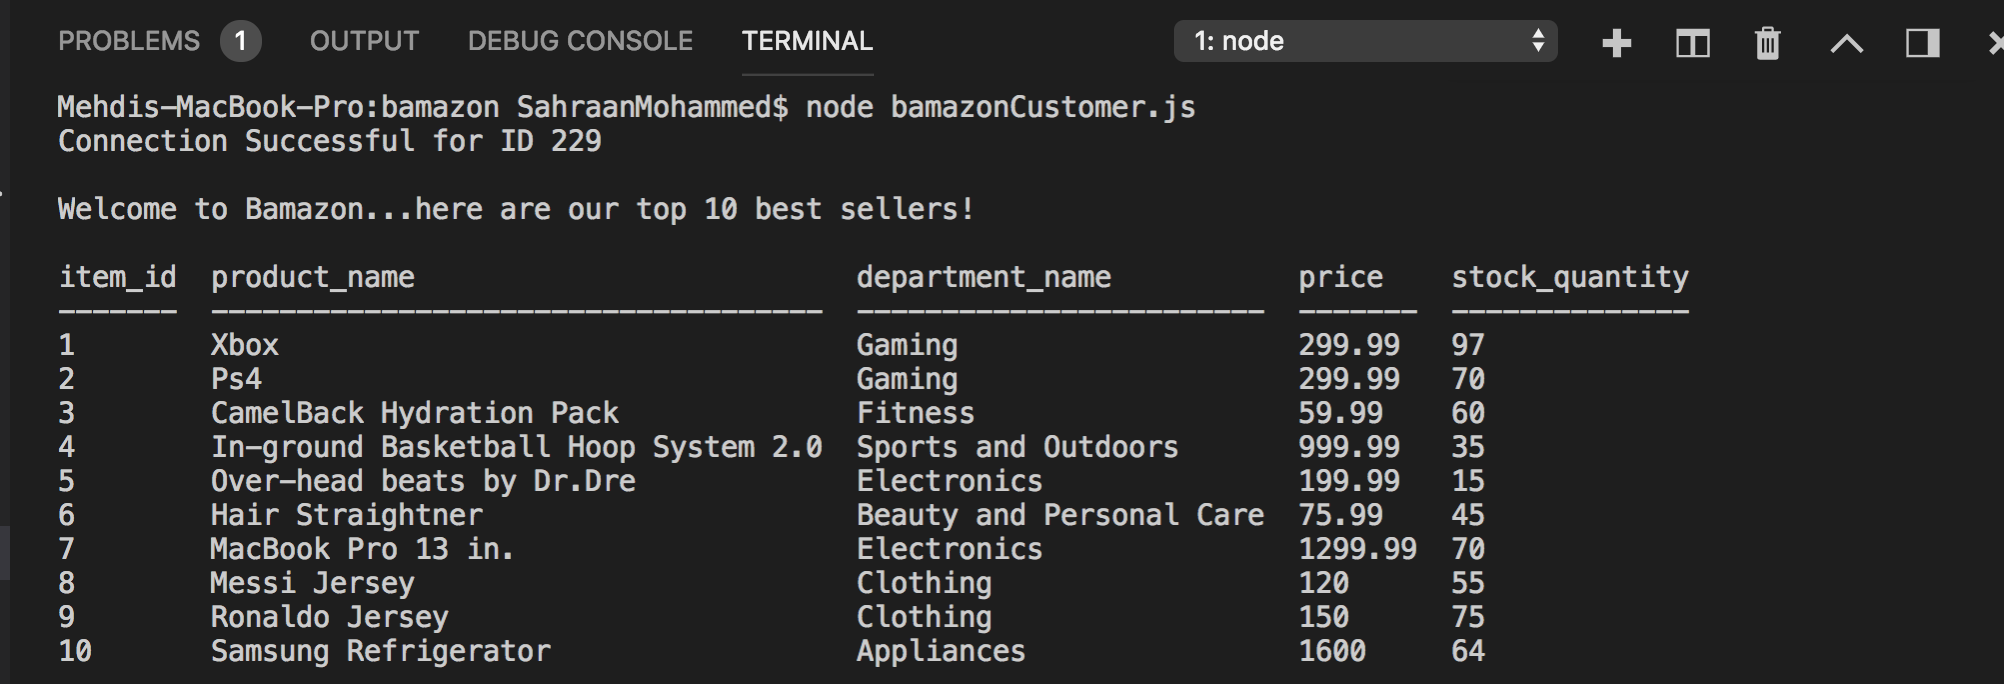 PROBLEMS 1 OUTPUT DEBUG CONSOLE TERMINAL 1: node
Mehdis-MacBook-Pro:bamazon SahraanMohammed$ node bamazonCustomer.js
Connection Successful for ID 229
Welcome to Bamazon...here are our top 10 best sellers!
item_id  product_name                          department_name           price    stock_quantity
-------  ------------------------------------  ------------------------  -------  --------------
1        Xbox                                  Gaming                    299.99   97
2        Ps4                                   Gaming                    299.99   70
3        CamelBack Hydration Pack              Fitness                   59.99    60
4        In-ground Basketball Hoop System 2.0  Sports and Outdoors       999.99   35
5        Over-head beats by Dr.Dre             Electronics               199.99   15
6        Hair Straightner                      Beauty and Personal Care  75.99    45
7        MacBook Pro 13 in.                    Electronics               1299.99  70
8        Messi Jersey                          Clothing                  120      55
9        Ronaldo Jersey                        Clothing                  150      75
10       Samsung Refrigerator                  Appliances                1600     64